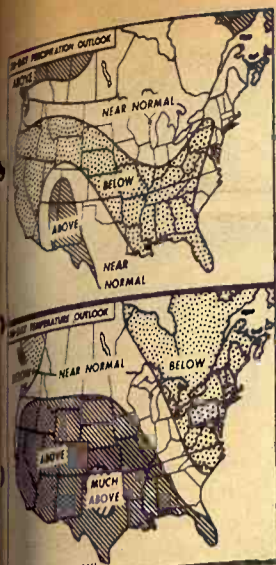 30-DAY PRECIPITATION OUTLOOK
ABOVE
NEAR NORMAL
BELOW
ABOVE
NEAR
NORMAL
30-DAY TEMPERATURE OUTLOOK
NEAR NORMAL
BELOW
ABOVE
MUCH
ABOVE